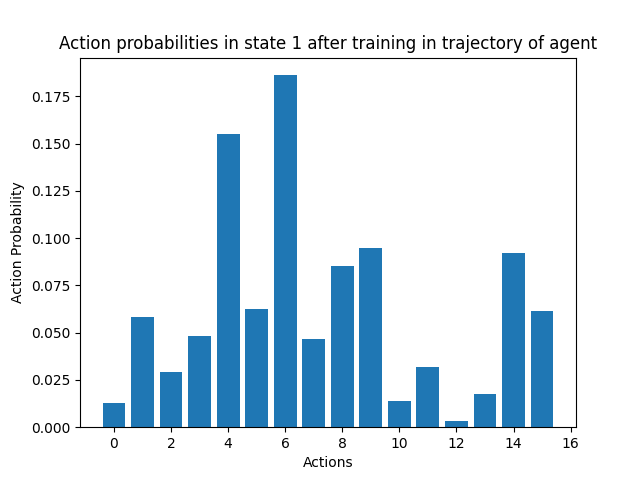 Action probabilities in state 1 after training in trajectory of agent
0.175
0.150
0.125
0.100
0.075
0.050
0.025
0.000
Action Probability
0 2 4 6 8 10 12 14 16
Actions